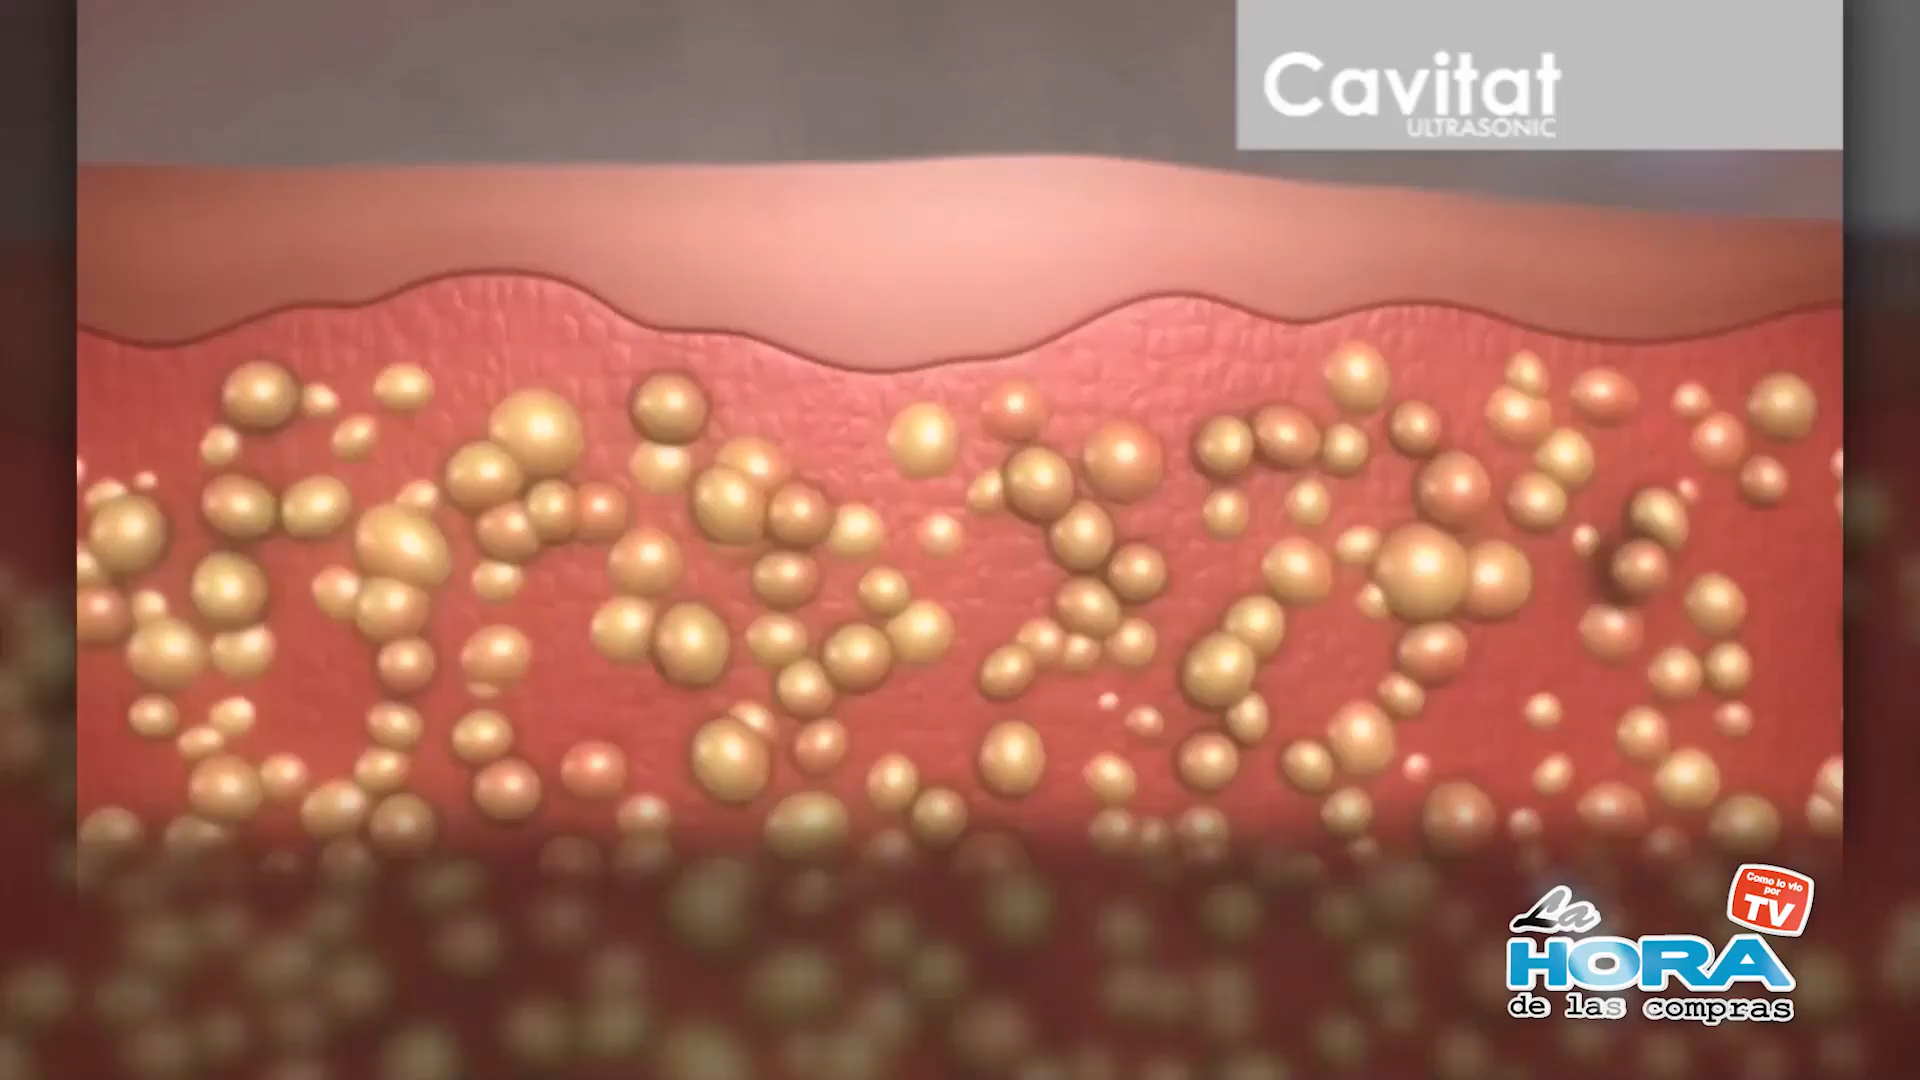 Cavitat
ULTRASONIC
Como lo vio
por
TV
La
HORA
de las compras